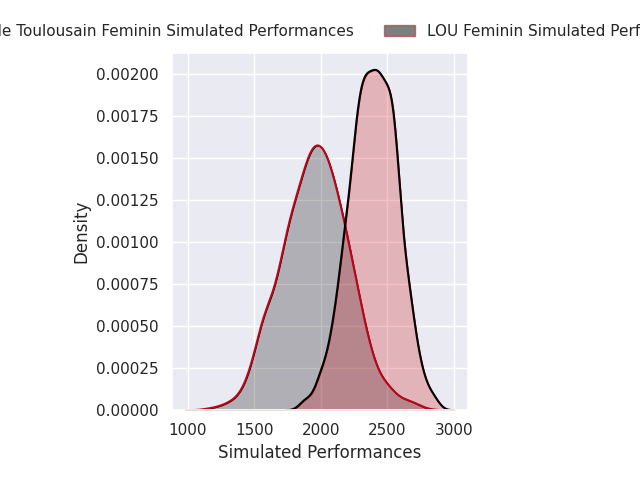 le Toulousain Feminin Simulated Performances
LOU Feminin Simulated Perf
0.00200
0.00175
0.00150
0.00125
0.00100
0.00075
0.00050
0.00025
0.00000
Density
1000 1500 2000 2500 3000
Simulated Performances